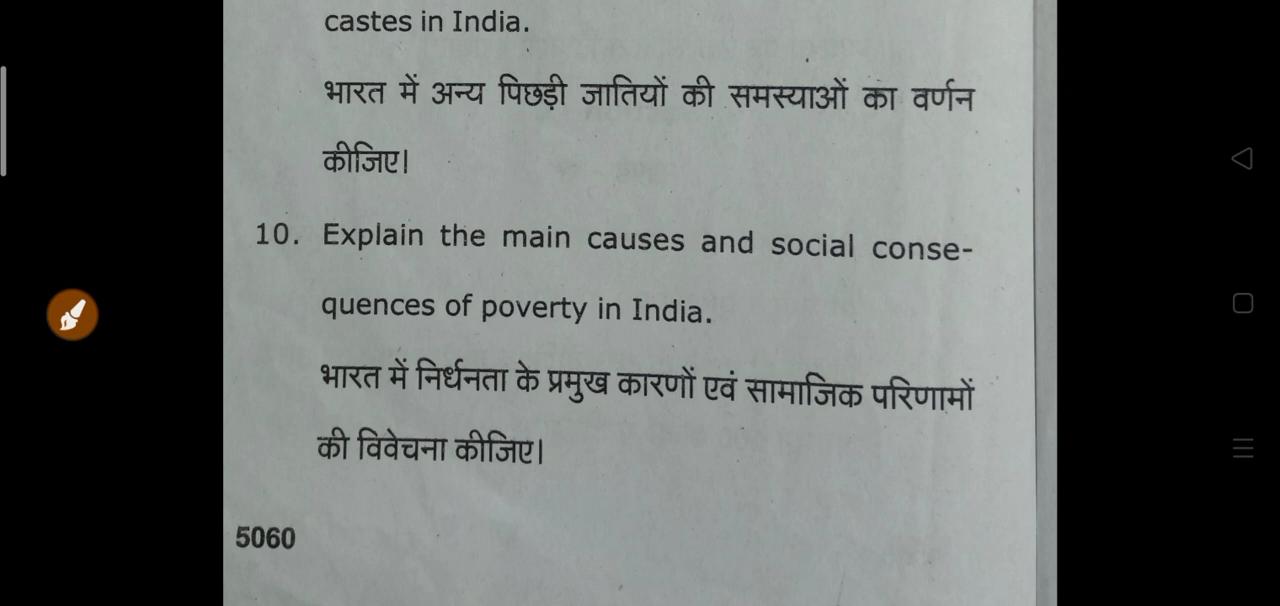 castes in India.
भारत में अन्य पिछड़ी जातियों की समस्याओं का वर्णन
कीजिए।
10. Explain the main causes and social conse-
quences of poverty in India.
भारत में निर्धनता के प्रमुख कारणों एवं सामाजिक परिणामों
की विवेचना कीजिए।
5060